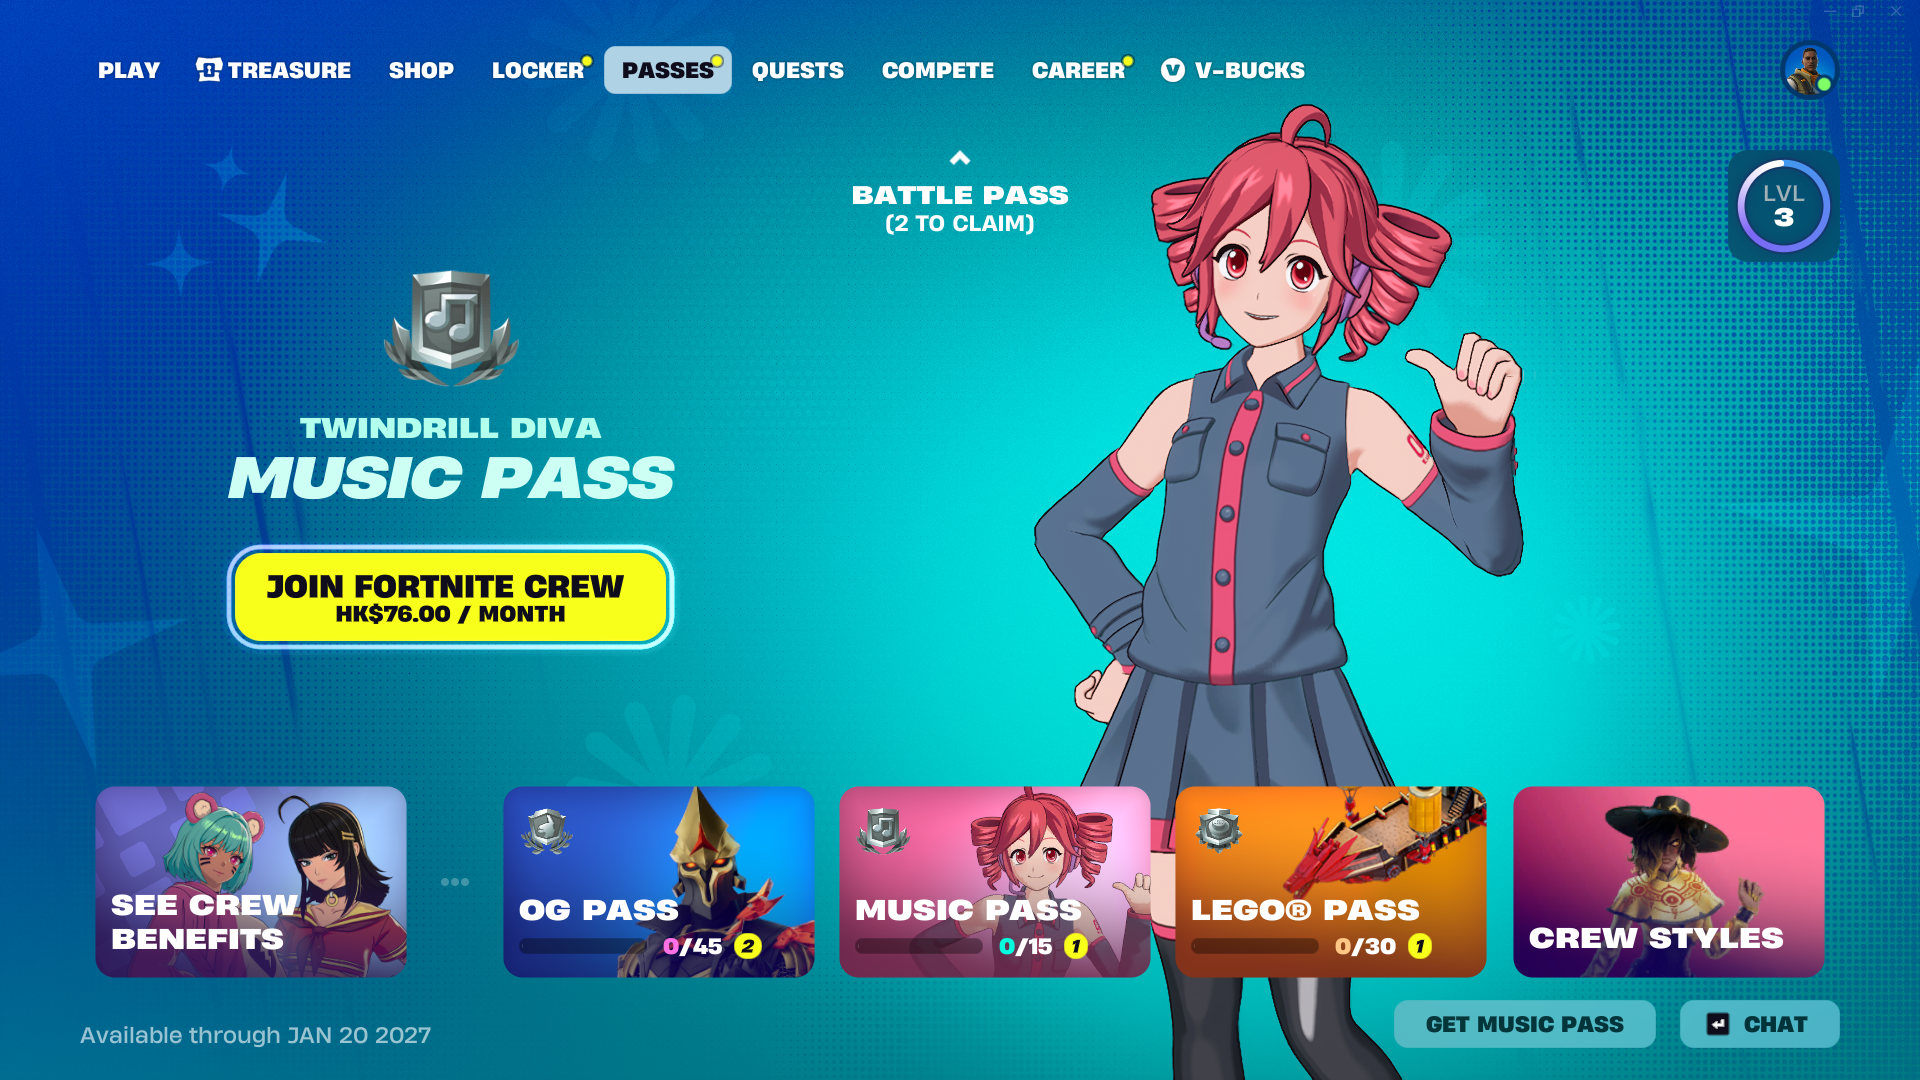 PLAY
TREASURE
SHOP
LOCKER
PASSES
QUESTS
COMPETE
CAREER
V-BUCKS
BATTLE PASS
(2 TO CLAIM)
LVL
3
TWINDRILL DIVA
MUSIC PASS
JOIN FORTNITE CREW
HK$76.00 / MONTH
SEE CREW
BENEFITS
OG PASS
0/45 2
MUSIC PASS
0/15 1
LEGO® PASS
0/30 1
CREW STYLES
Available through JAN 20 2027
GET MUSIC PASS
CHAT